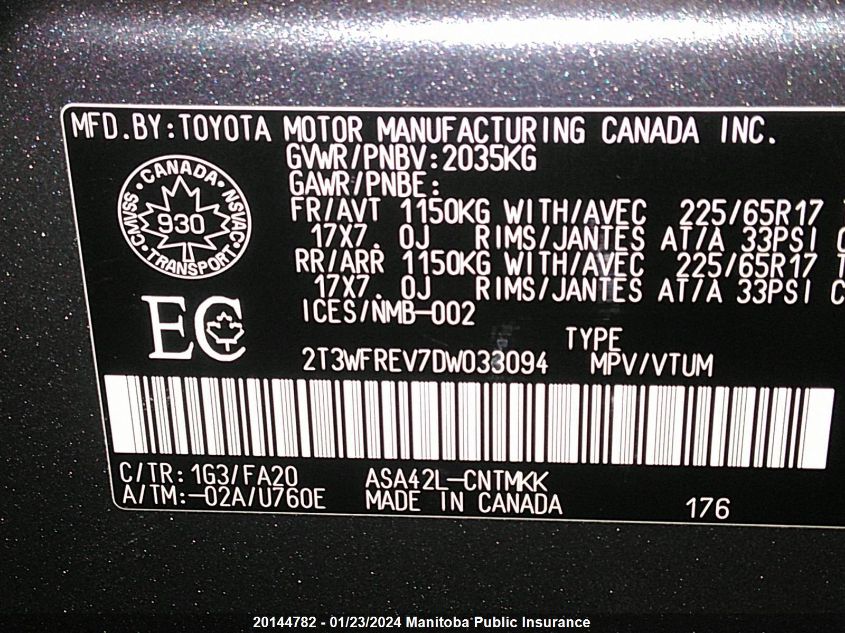 MFD.BY:TOYOTA MOTOR MANUFACTURING CANADA INC.
GVWR/PNBV:2035KG
GAWR/PNBE:
FR/AVT 1150KG WITH/AVEC 225/65R17
17X7.0J RIMS/JANTES AT/A 33PSI
RR/ARR 1150KG WITH/AVEC 225/65R17
17X7.0J RIMS/JANTES AT/A 33PSI
ICES/NMB-002
CANADA
CMVSS 930 NSVAC
TRANSPORT
EC
TYPE
2T3WFREV7DW033094 MPV/VTUM
C/TR: 1G3/FA20 ASA42L-CNTMKK
A/TM:-02A/U760E MADE IN CANADA 176
20144782 - 01/23/2024 Manitoba Public Insurance